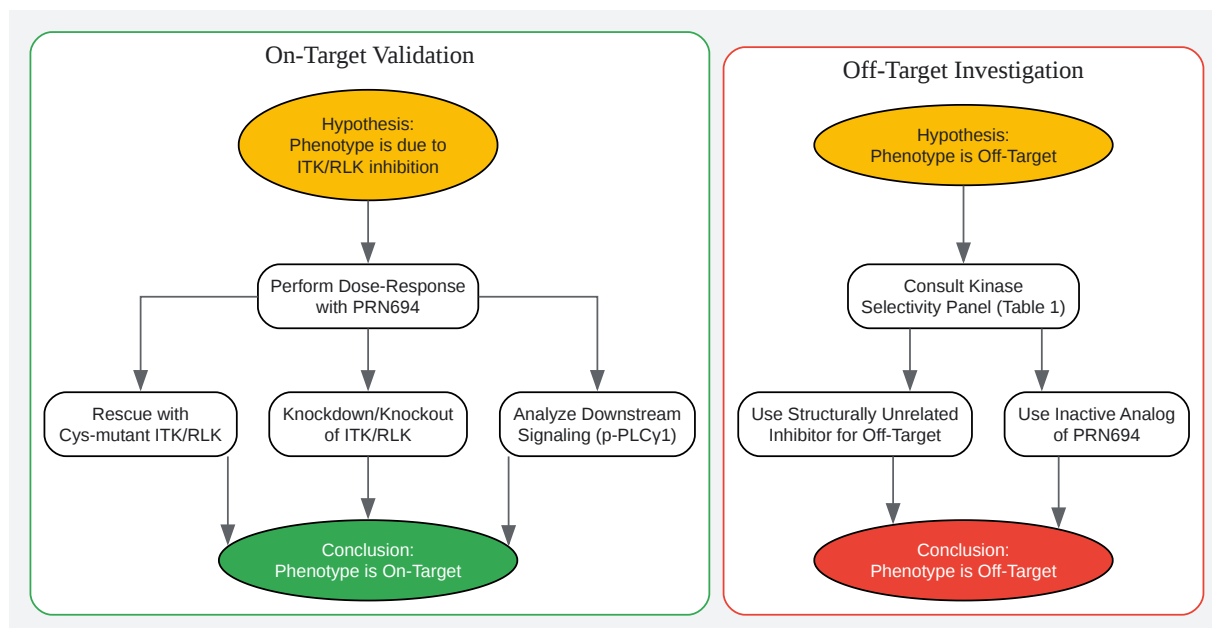 On-Target Validation
Hypothesis:
Phenotype is due to
ITK/RLK inhibition
Perform Dose-Response
with PRN694
Rescue with
Cys-mutant ITK/RLK
Knockdown/Knockout
of ITK/RLK
Analyze Downstream
Signaling (p-PLCγ1)
Conclusion:
Phenotype is On-Target
Off-Target Investigation
Hypothesis:
Phenotype is Off-Target
Consult Kinase
Selectivity Panel (Table 1)
Use Structurally Unrelated
Inhibitor for Off-Target
Use Inactive Analog
of PRN694
Conclusion:
Phenotype is Off-Target